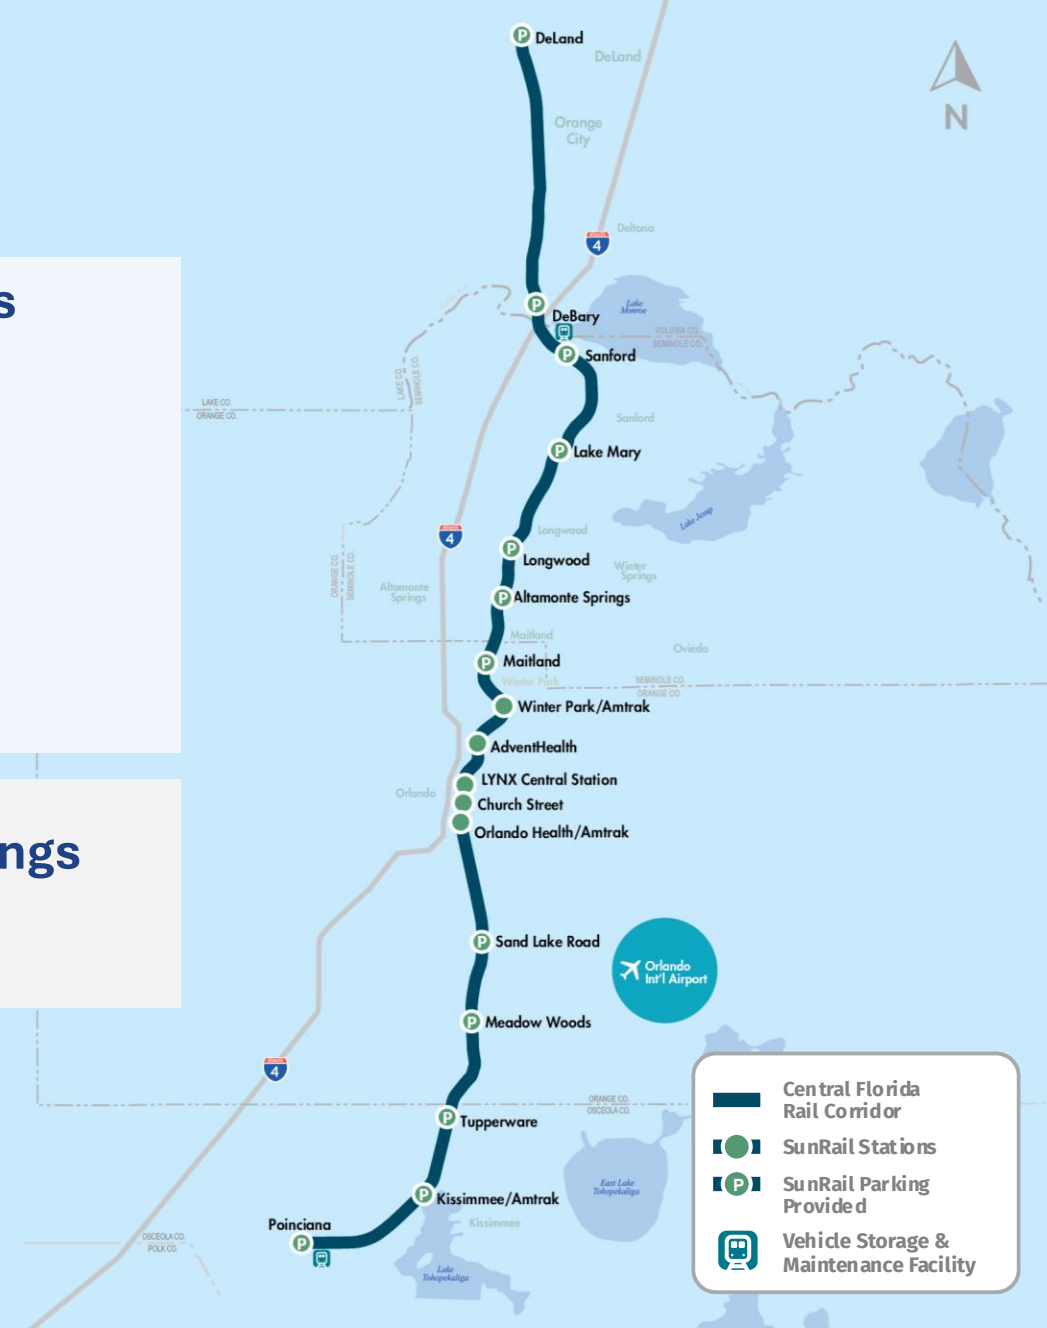 DeLand
DeLand
Orange
City
Deltona
4
s
Lake
Monroe
DeBary
VOLUSIA CO.
SEMINOLE CO.
Sanford
LAKE CO.
SEMINOLE CO.
LAKE CO.
ORANGE CO.
Sanford
P Lake Mary
Lake Jesup
4
Longwood
Longwood
ORANGE CO.
SEMINOLE CO.
Winter
Springs
Altamonte
Springs
Altamonte Springs
Maitland
Oviedo
Maitland
Winter Park
SEMINOLE CO.
ORANGE CO.
Winter Park/Amtrak
AdventHealth
LYNX Central Station
Orlando
Church Street
Orlando Health/Amtrak
ngs
Sand Lake Road
Orlando
Int'l Airport
Meadow Woods
4
ORANGE CO.
OSCEOLA CO.
Tupperware
East Lake
Tohopekaliga
Kissimmee/Amtrak
Kissimmee
Poinciana
OSCEOLA CO.
POLK CO.
Lake
Tohopekaliga
N
Central Florida
Rail Corridor
SunRail Stations
P SunRail Parking
Provided
Vehicle Storage &
Maintenance Facility